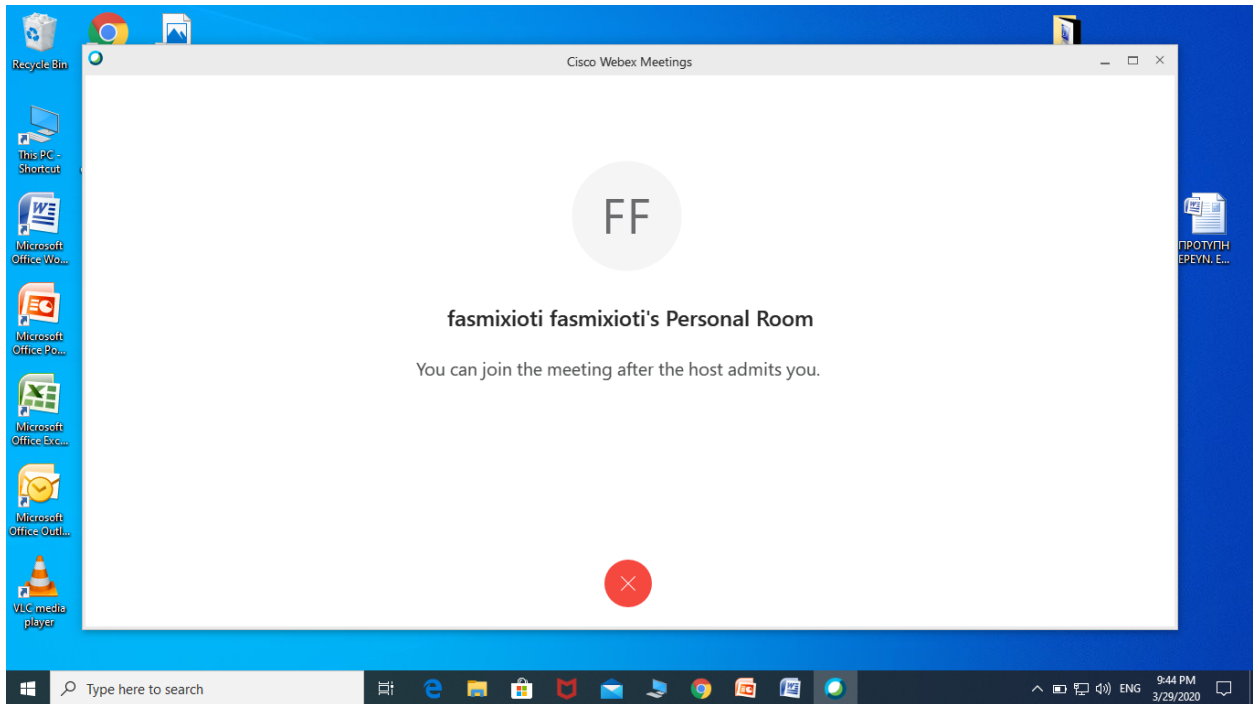 Recycle Bin
This PC -
Shortcut
Microsoft
Office Wo...
Microsoft
Office Po...
Microsoft
Office Exc...
Microsoft
Office Outl...
VLC media
player
Cisco Webex Meetings
FF
fasmixioti fasmixioti's Personal Room
You can join the meeting after the host admits you.
ΠΡΟΤΥΠΗ
ΕΡΕΥΝ. Ε...
Type here to search
ENG
9:44 PM
3/29/2020